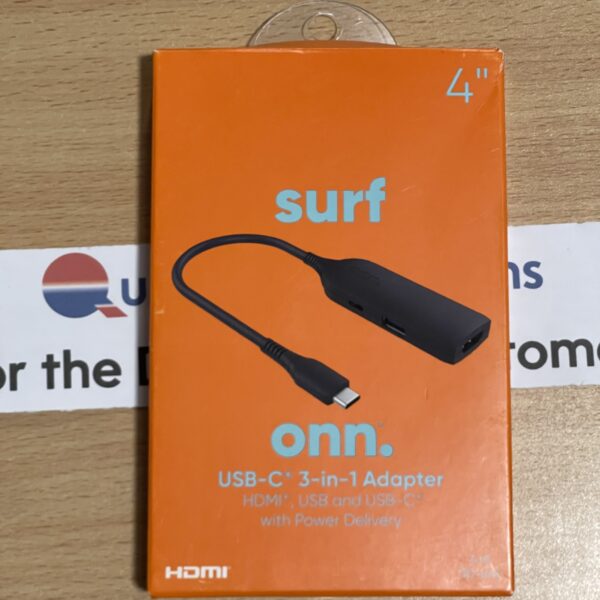 4"
surf
onn.
USB-C* 3-in-1 Adapter
HDMI*, USB and USB-C*
with Power Delivery
HDMI
or the